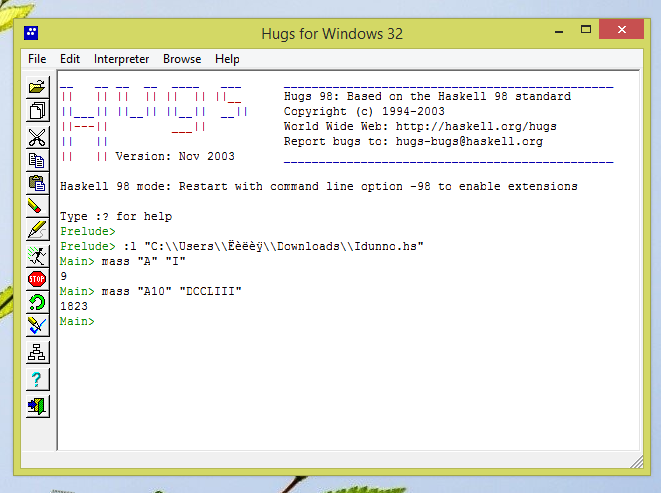 Hugs for Windows 32
File Edit Interpreter Browse Help
__   __ __  __  ____   ___      _________________________________________
||   || ||  || ||  || ||__      Hugs 98: Based on the Haskell 98 standard
||___|| ||__|| ||__||  __||     Copyright (c) 1994-2003
||---||         ___||           World Wide Web: http://haskell.org/hugs
||   ||                         Report bugs to: hugs-bugs@haskell.org
||   || Version: Nov 2003       _________________________________________
Haskell 98 mode: Restart with command line option -98 to enable extensions
Type :? for help
Prelude>
Prelude> :l "C:\\Users\\Ëèëèÿ\\Downloads\\Idunno.hs"
Main> mass "A" "I"
9
Main> mass "A10" "DCCLIII"
1823
Main>
STOP